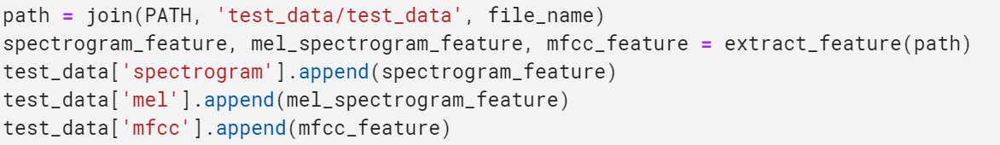 path = join(PATH, 'test_data/test_data', file_name)
spectrogram_feature, mel_spectrogram_feature, mfcc_feature = extract_feature(path)
test_data['spectrogram'].append(spectrogram_feature)
test_data['mel'].append(mel_spectrogram_feature)
test_data['mfcc'].append(mfcc_feature)